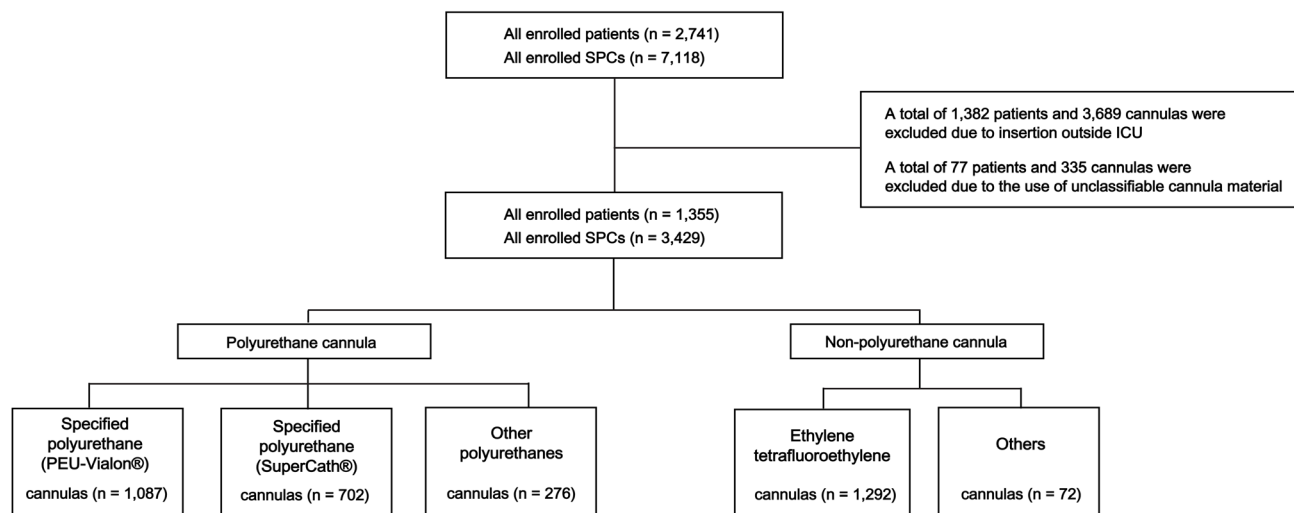 All enrolled patients (n = 2,741)
All enrolled SPCs (n = 7,118)
A total of 1,382 patients and 3,689 cannulas were
excluded due to insertion outside ICU
A total of 77 patients and 335 cannulas were
excluded due to the use of unclassifiable cannula material
All enrolled patients (n = 1,355)
All enrolled SPCs (n = 3,429)
Polyurethane cannula
Non-polyurethane cannula
Specified
polyurethane
(PEU-Vialon®)
cannulas (n = 1,087)
Specified
polyurethane
(SuperCath®)
cannulas (n = 702)
Other
polyurethanes
cannulas (n = 276)
Ethylene
tetrafluoroethylene
cannulas (n = 1,292)
Others
cannulas (n = 72)